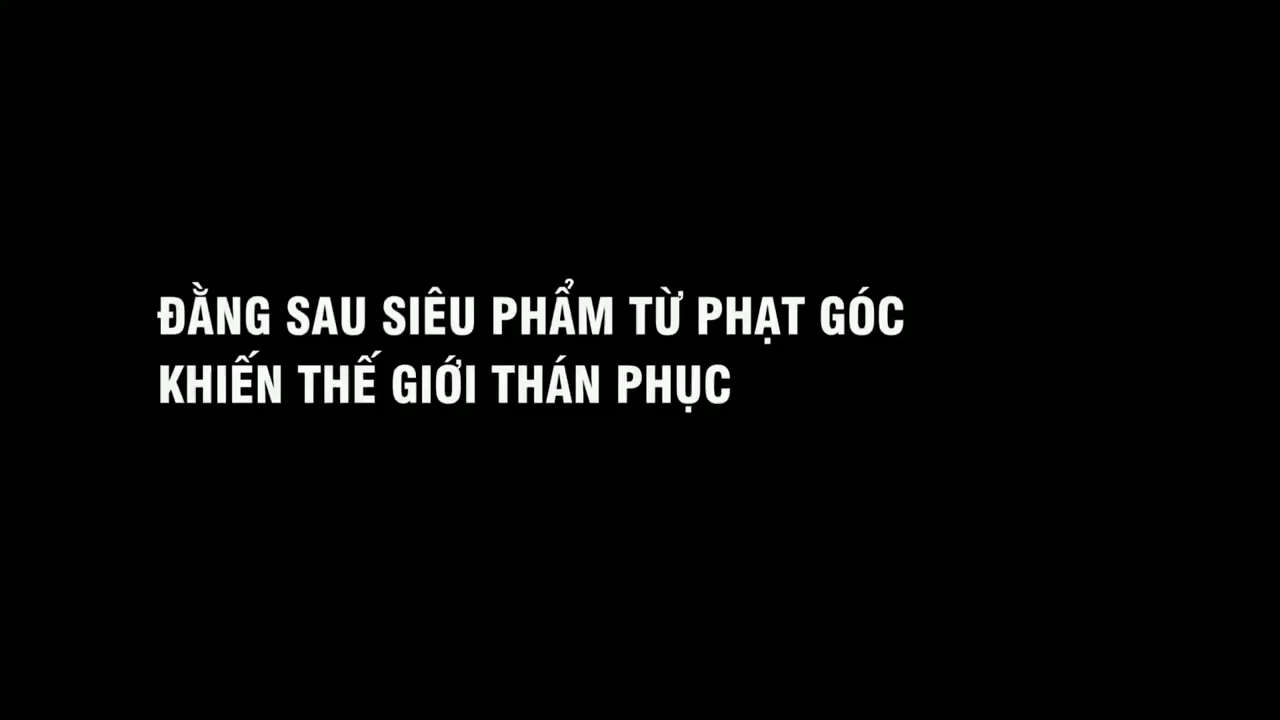 ĐẰNG SAU SIÊU PHẨM TỪ PHẠT GÓC
KHIẾN THẾ GIỚI THÁN PHỤC